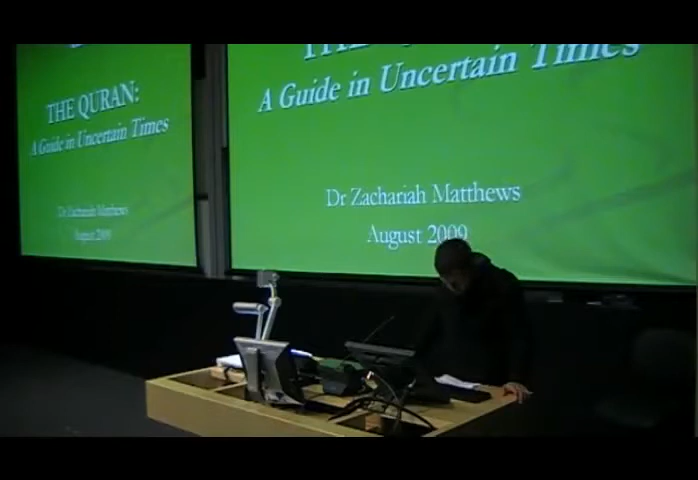 THE QURAN:
A Guide in Uncertain Times
Dr Zachariah Matthews
August 2009
THE
A Guide in Uncertain Times
Dr Zachariah Matthews
August 2009